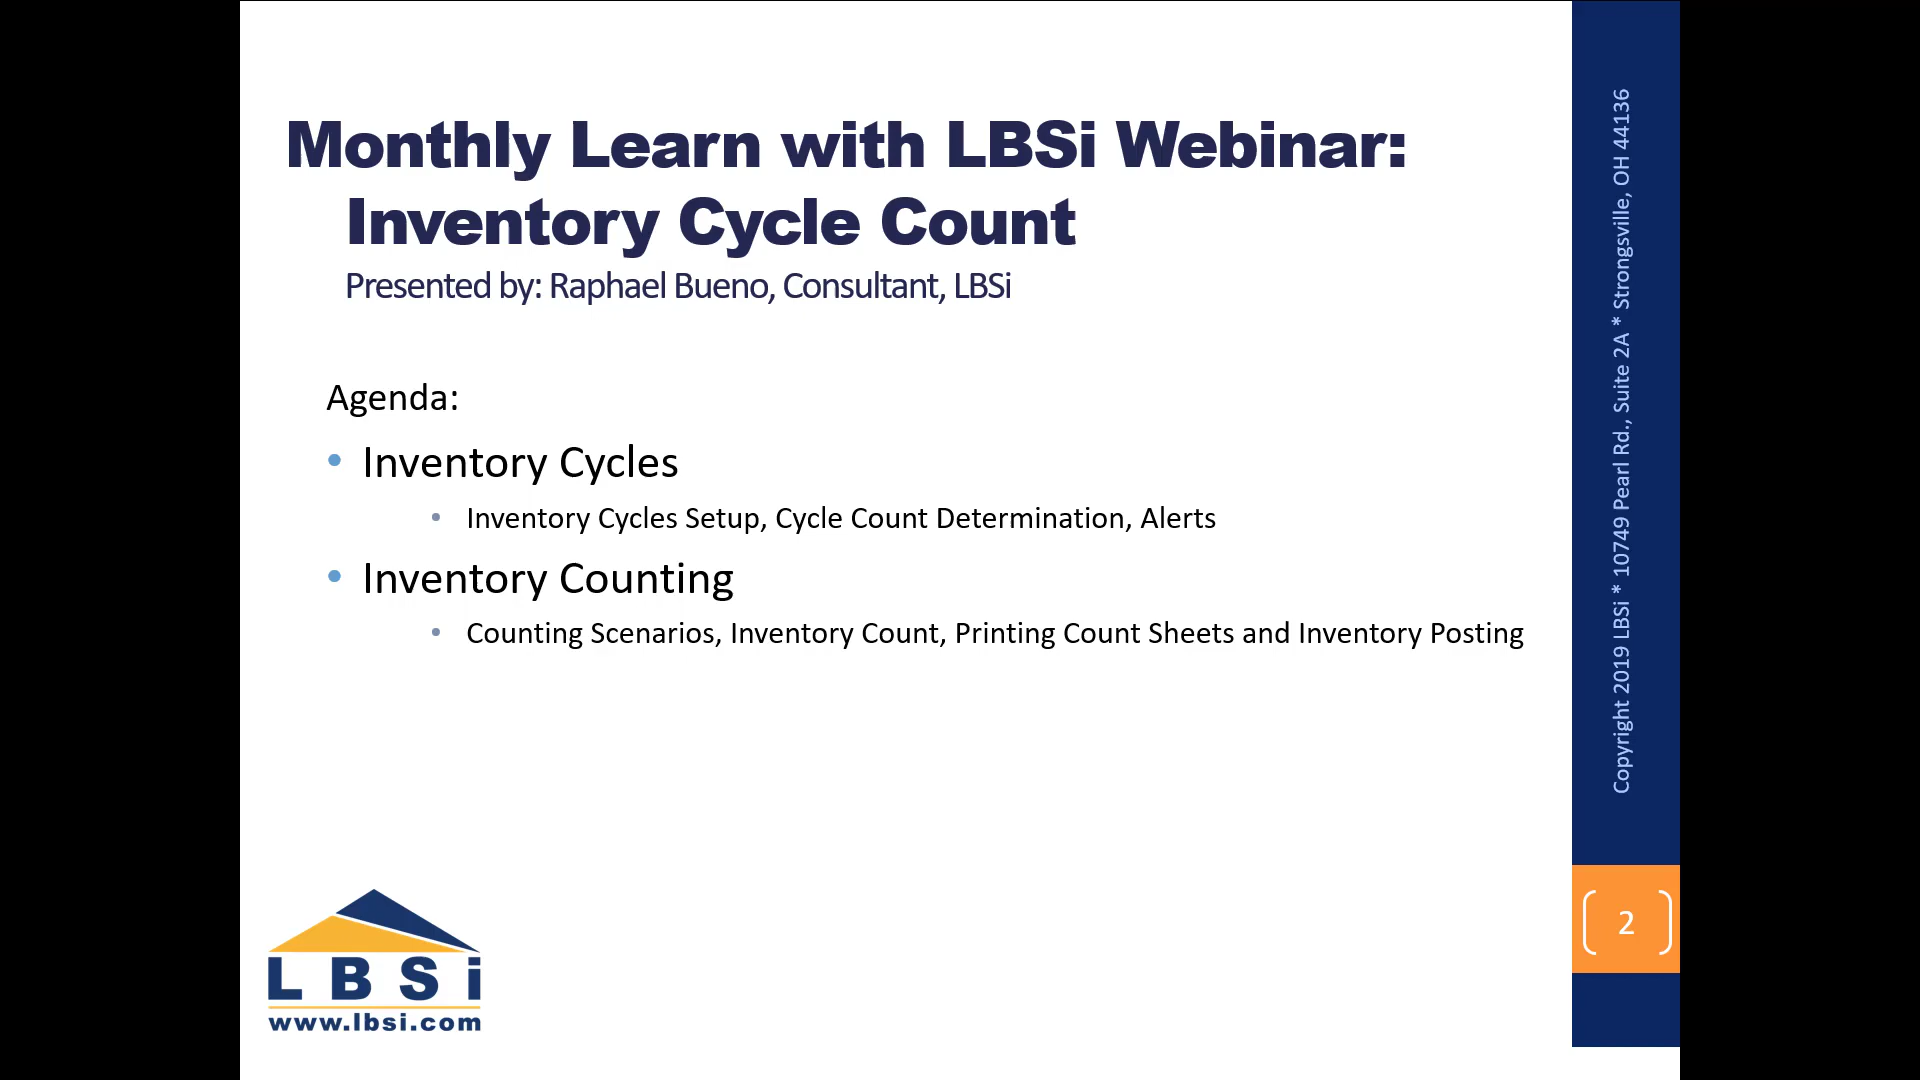 Monthly Learn with LBSi Webinar:
Inventory Cycle Count
Presented by: Raphael Bueno, Consultant, LBSi
Agenda:
• Inventory Cycles
• Inventory Cycles Setup, Cycle Count Determination, Alerts
• Inventory Counting
• Counting Scenarios, Inventory Count, Printing Count Sheets and Inventory Posting
LBSi
www.lbsi.com
Copyright 2019 LBSi * 10749 Pearl Rd., Suite 2A * Strongsville, OH 44136
2